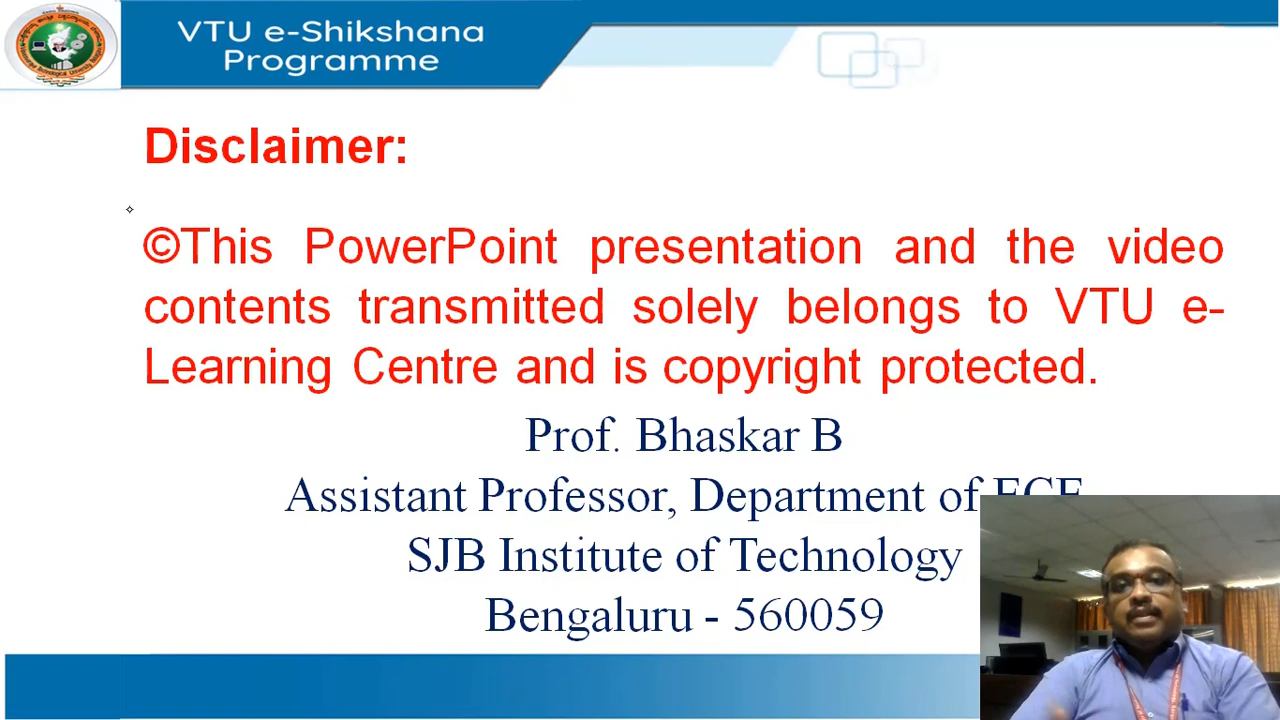 VTU e-Shikshana
Programme
Disclaimer:
©This PowerPoint presentation and the video
contents transmitted solely belongs to VTU e-
Learning Centre and is copyright protected.
Prof. Bhaskar B
Assistant Professor, Department of ECE
SJB Institute of Technology
Bengaluru - 560059